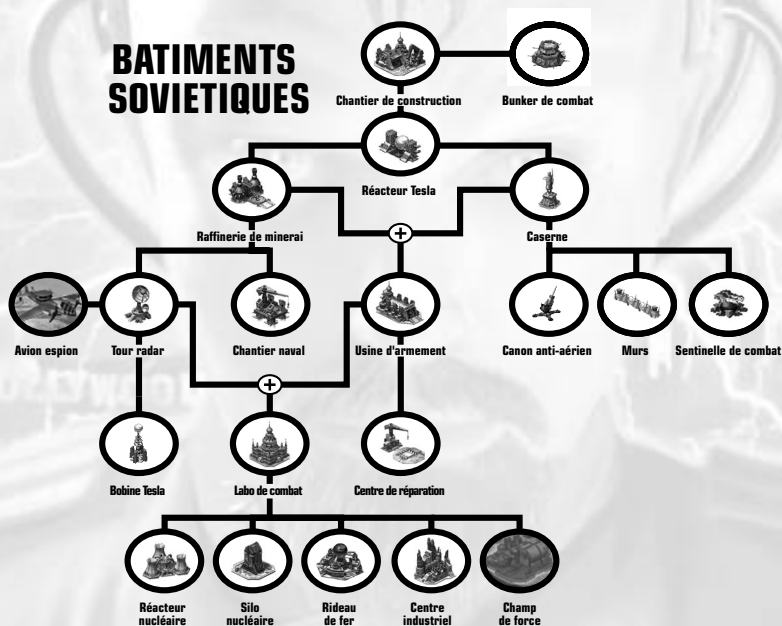 BATIMENTS
SOVIETIQUES
Chantier de construction
Bunker de combat
Réacteur Tesla
Raffinerie de minerai
Caserne
+
Avion espion
Tour radar
Chantier naval
Usine d'armement
Canon anti-aérien
Murs
Sentinelle de combat
+
Bobine Tesla
Labo de combat
Centre de réparation
Réacteur
nucléaire
Silo
nucléaire
Rideau
de fer
Centre
industriel
Champ
de force